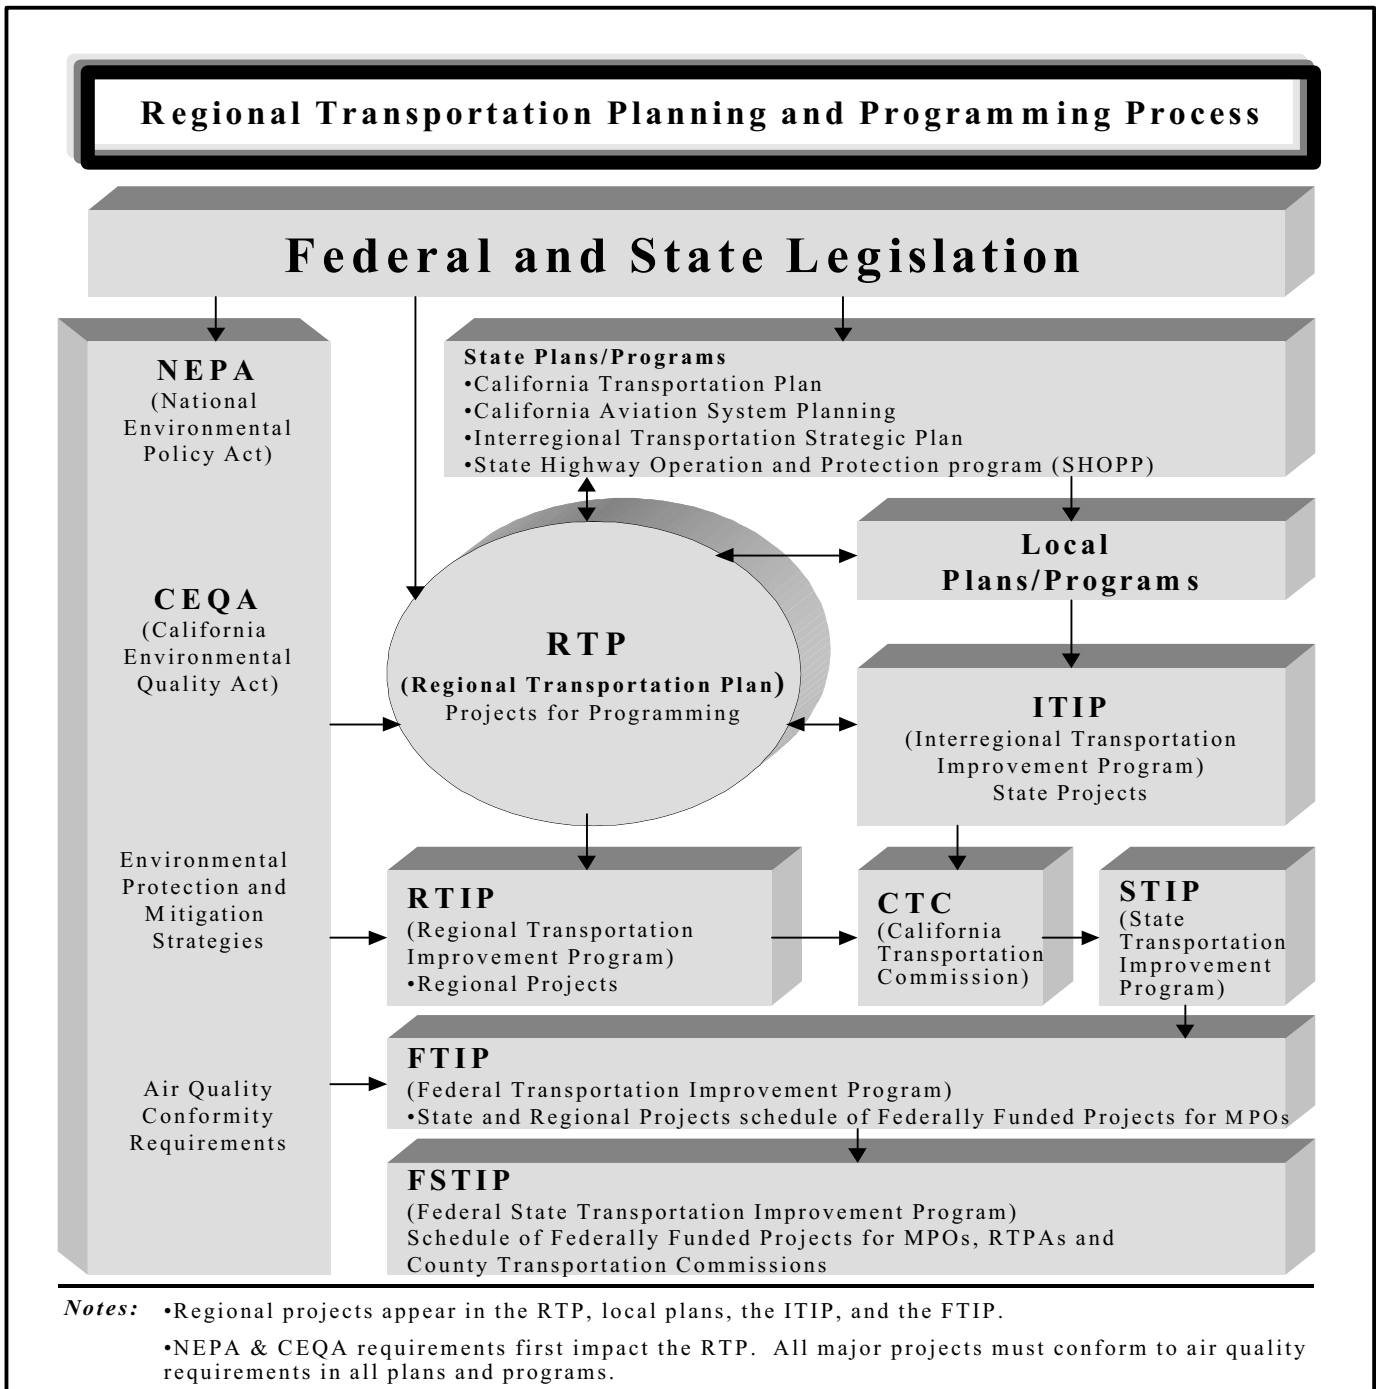 Regional Transportation Planning and Programming Process
Federal and State Legislation
NEPA
(National
Environmental
Policy Act)
CEQA
(California
Environmental
Quality Act)
Environmental
Protection and
Mitigation
Strategies
Air Quality
Conformity
Requirements
State Plans/Programs
•California Transportation Plan
•California Aviation System Planning
•Interregional Transportation Strategic Plan
•State Highway Operation and Protection program (SHOPP)
Local
Plans/Programs
RTP
(Regional Transportation Plan)
Projects for Programming
ITIP
(Interregional Transportation
Improvement Program)
State Projects
RTIP
(Regional Transportation
Improvement Program)
•Regional Projects
CTC
(California
Transportation
Commission)
STIP
(State
Transportation
Improvement
Program)
FTIP
(Federal Transportation Improvement Program)
•State and Regional Projects schedule of Federally Funded Projects for MPOs
FSTIP
(Federal State Transportation Improvement Program)
Schedule of Federally Funded Projects for MPOs, RTPAs and
County Transportation Commissions
Notes: •Regional projects appear in the RTP, local plans, the ITIP, and the FTIP.
•NEPA & CEQA requirements first impact the RTP. All major projects must conform to air quality
requirements in all plans and programs.